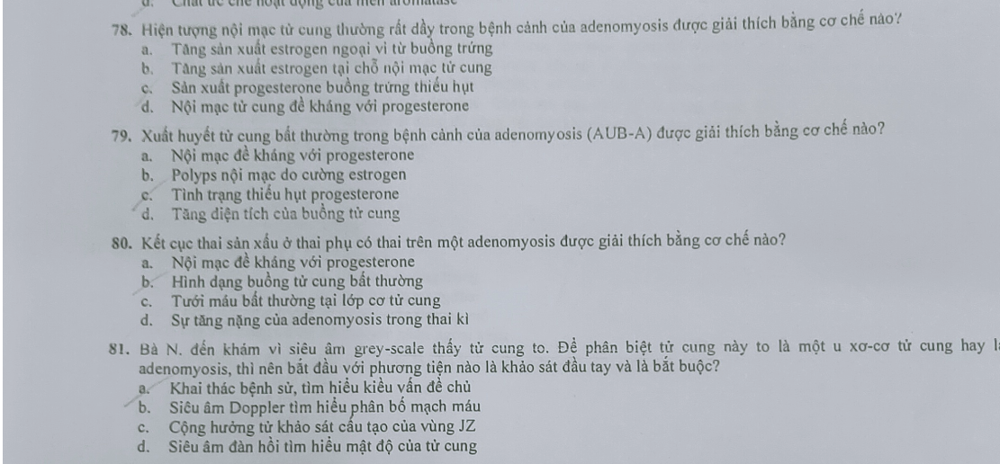 d. Chất ức chế hoạt động của men aromatase
78. Hiện tượng nội mạc tử cung thường rất dầy trong bệnh cảnh của adenomyosis được giải thích bằng cơ chế nào?
a. Tăng sản xuất estrogen ngoại vi từ buồng trứng
b. Tăng sản xuất estrogen tại chỗ nội mạc tử cung
c. Sản xuất progesterone buồng trứng thiếu hụt
d. Nội mạc tử cung đề kháng với progesterone
79. Xuất huyết tử cung bất thường trong bệnh cảnh của adenomyosis (AUB-A) được giải thích bằng cơ chế nào?
a. Nội mạc đề kháng với progesterone
b. Polyps nội mạc do cường estrogen
c. Tình trạng thiếu hụt progesterone
d. Tăng diện tích của buồng tử cung
80. Kết cục thai sản xấu ở thai phụ có thai trên một adenomyosis được giải thích bằng cơ chế nào?
a. Nội mạc đề kháng với progesterone
b. Hình dạng buồng tử cung bất thường
c. Tưới máu bất thường tại lớp cơ tử cung
d. Sự tăng nặng của adenomyosis trong thai kì
81. Bà N. đến khám vì siêu âm grey-scale thấy tử cung to. Để phân biệt tử cung này to là một u xơ-cơ tử cung hay
adenomyosis, thì nên bắt đầu với phương tiện nào là khảo sát đầu tay và là bắt buộc?
a. Khai thác bệnh sử, tìm hiểu kiểu vấn đề chủ
b. Siêu âm Doppler tìm hiểu phân bố mạch máu
c. Cộng hưởng từ khảo sát cấu tạo của vùng JZ
d. Siêu âm đàn hồi tìm hiểu mật độ của tử cung